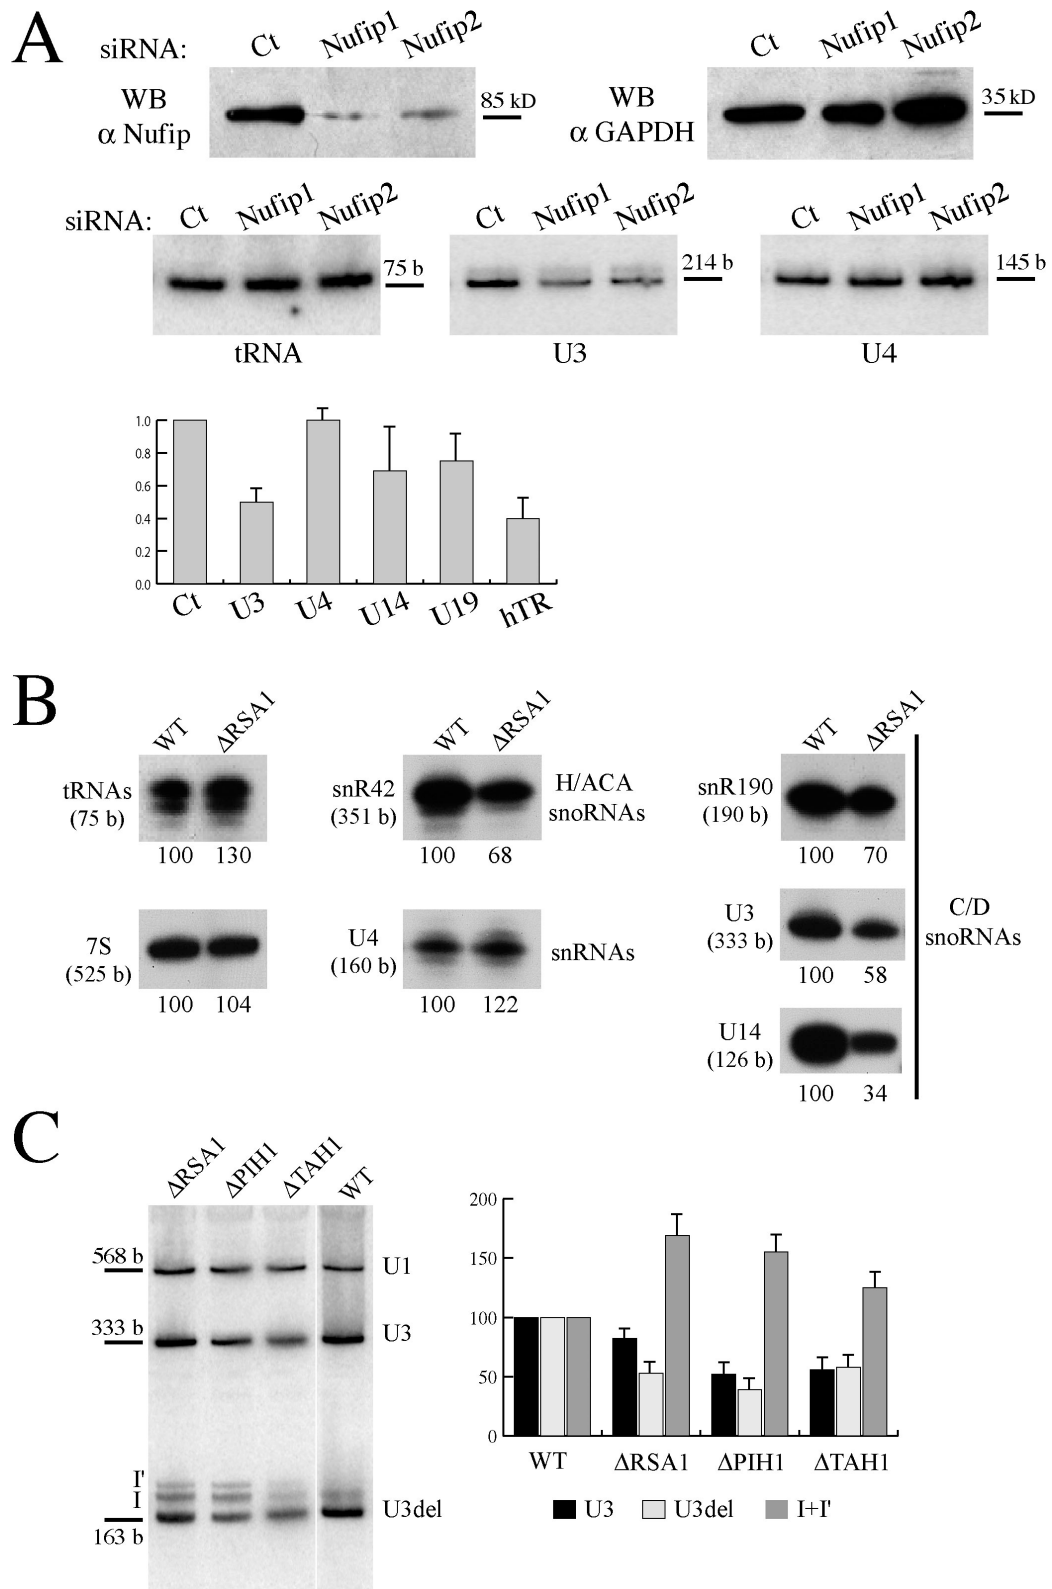 A
siRNA: Ct Nufip1 Nufip2
WB
α Nufip
85 kD
Ct Nufip1 Nufip2
WB
α GAPDH
35 kD
siRNA: Ct Nufip1 Nufip2
75 b
tRNA
Ct Nufip1 Nufip2
214 b
U3
Ct Nufip1 Nufip2
145 b
U4
1.0
0.8
0.6
0.4
0.2
0.0
Ct U3 U4 U14 U19 hTR
B
WT ΔRSA1
tRNAs
(75 b)
100 130
7S
(525 b)
100 104
WT ΔRSA1
snR42
(351 b)
H/ACA
snoRNAs
100 68
U4
(160 b)
snRNAs
100 122
WT ΔRSA1
snR190
(190 b)
100 70
U3
(333 b)
100 58
U14
(126 b)
100 34
C/D
snoRNAs
C
ΔRSA1 ΔPIH1 ΔTAH1 WT
568 b
U1
333 b
U3
I'
I
U3del
163 b
200
150
100
50
0
WT ΔRSA1 ΔPIH1 ΔTAH1
U3 U3del I+I'